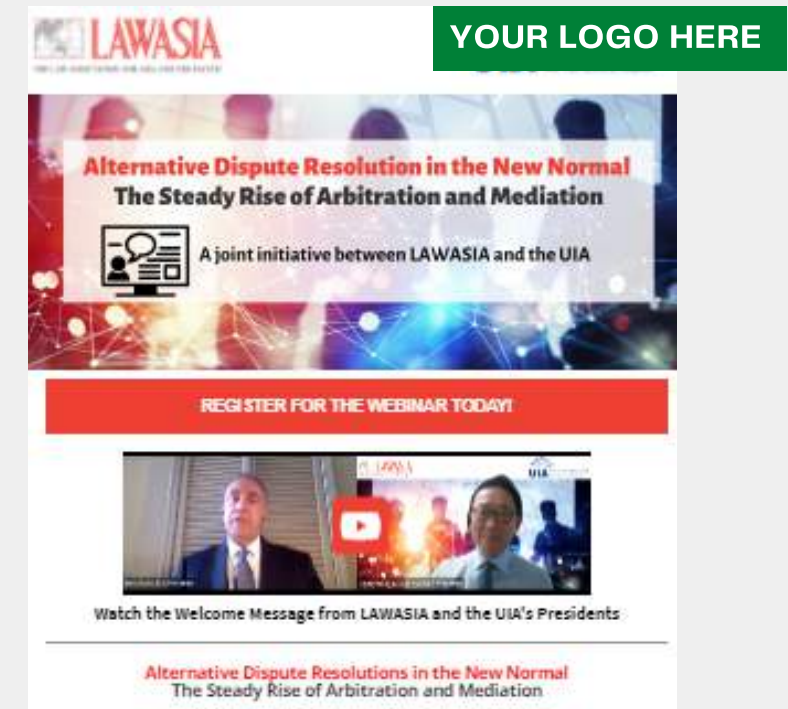 LAWASIA
YOUR LOGO HERE
Alternative Dispute Resolution in the New Normal
The Steady Rise of Arbitration and Mediation
A joint initiative between LAWASIA and the UIA
REGISTER FOR THE WEBINAR TODAY!
LAWASIA
UIA
Watch the Welcome Message from LAWASIA and the UIA's Presidents
Alternative Dispute Resolutions in the New Normal
The Steady Rise of Arbitration and Mediation